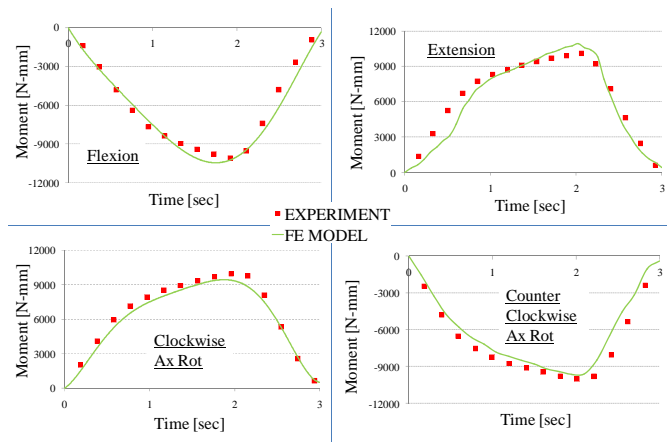 0
0
1
2
3
-3000
-6000
-9000
-12000
Moment [N-mm]
Flexion
Time [sec]
12000
9000
6000
3000
0
0
1
2
3
Moment [N-mm]
Extension
Time [sec]
EXPERIMENT
FE MODEL
12000
9000
6000
3000
0
0
1
2
3
Moment [N-mm]
Clockwise
Ax Rot
Time [sec]
0
0
1
2
3
-3000
-6000
-9000
-12000
Moment [N-mm]
Counter
Clockwise
Ax Rot
Time [sec]